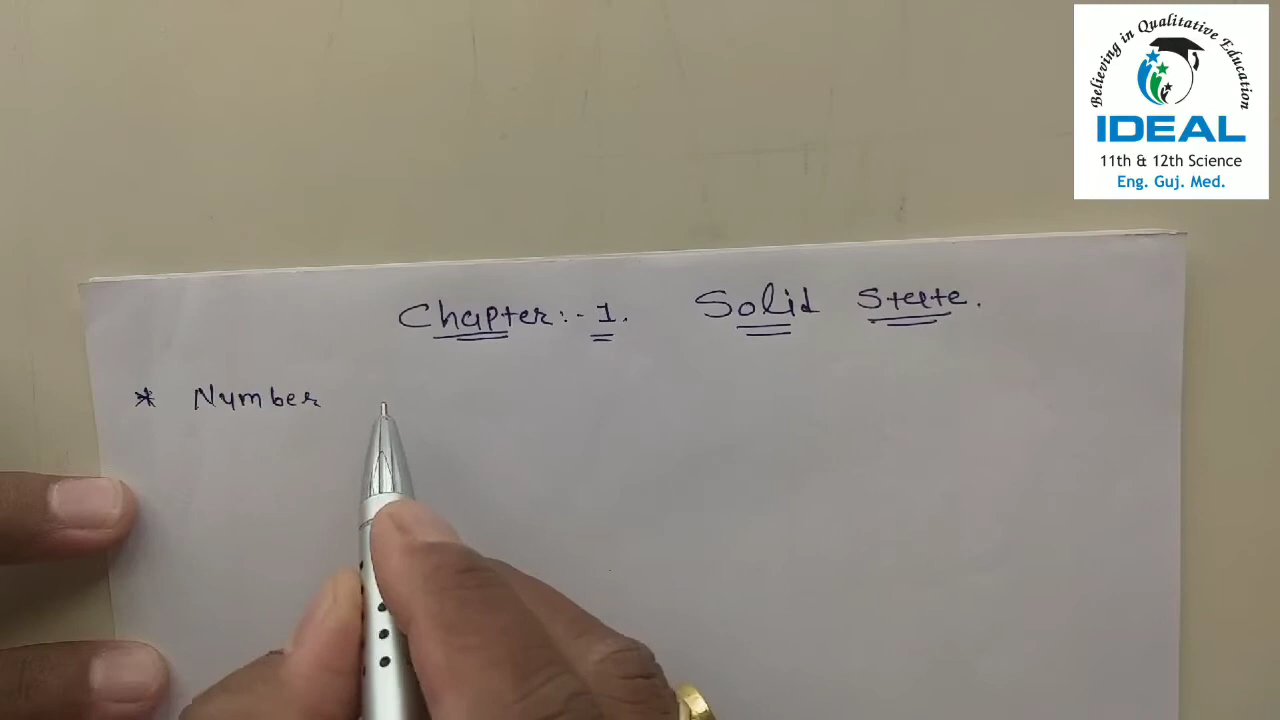 Believing in Qualitative Education
IDEAL
11th & 12th Science
Eng. Guj. Med.
Chapter:- 1. Solid State.
* Number